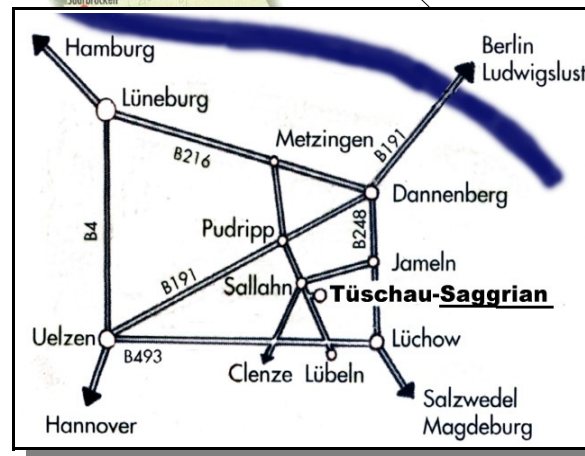 Saarbrücken
Hamburg
Berlin
Ludwigslust
Lüneburg
Metzingen
B191
B216
Dannenberg
B4
Pudripp
B248
B191
Sallahn
Jameln
Tüschau-Saggrian
Uelzen
B493
Lüchow
Clenze
Lübeln
Hannover
Salzwedel
Magdeburg